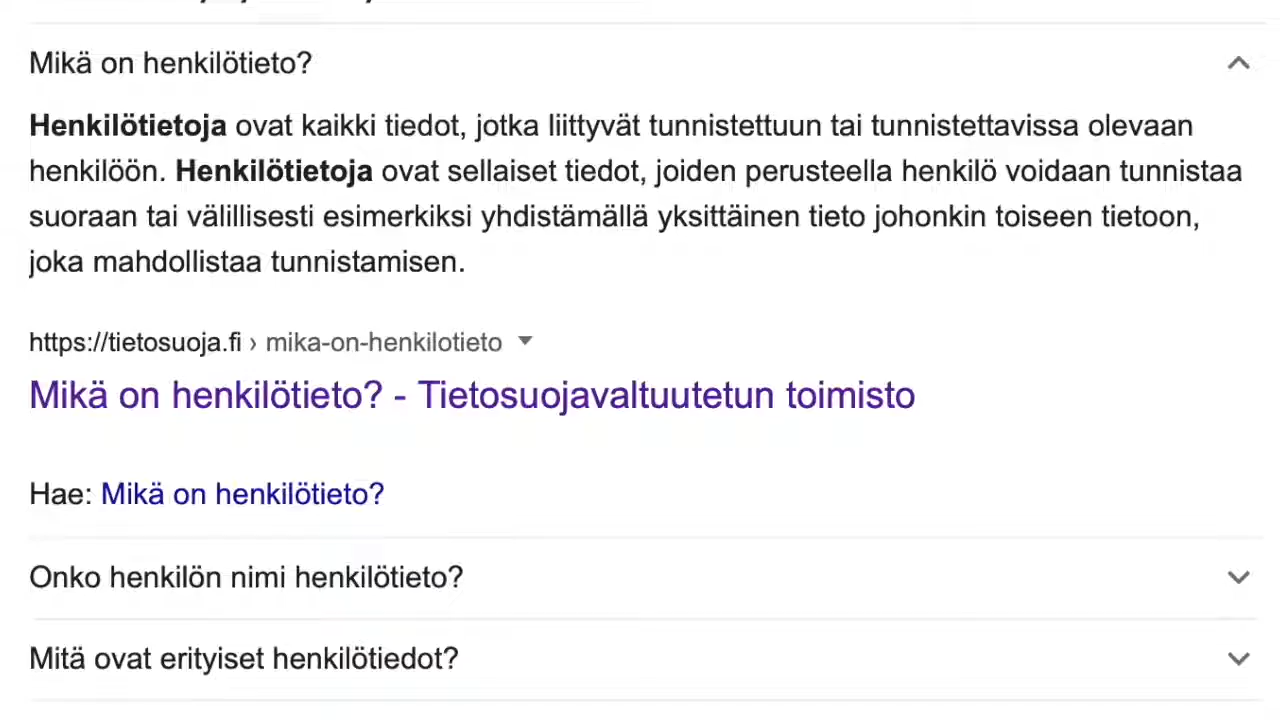 Mikä on henkilötieto?
Henkilötietoja ovat kaikki tiedot, jotka liittyvät tunnistettuun tai tunnistettavissa olevaan
henkilöön. Henkilötietoja ovat sellaiset tiedot, joiden perusteella henkilö voidaan tunnistaa
suoraan tai välillisesti esimerkiksi yhdistämällä yksittäinen tieto johonkin toiseen tietoon,
joka mahdollistaa tunnistamisen.
https://tietosuoja.fi › mika-on-henkilotieto
Mikä on henkilötieto? - Tietosuojavaltuutetun toimisto
Hae: Mikä on henkilötieto?
Onko henkilön nimi henkilötieto?
Mitä ovat erityiset henkilötiedot?